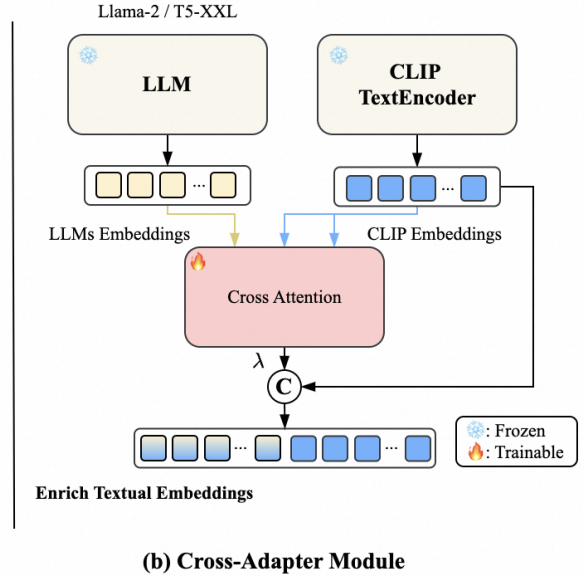 Llama-2 / T5-XXL
LLM
CLIP
TextEncoder
...
...
LLMs Embeddings
CLIP Embeddings
Cross Attention
λ
C
...
...
: Frozen
: Trainable
Enrich Textual Embeddings
(b) Cross-Adapter Module